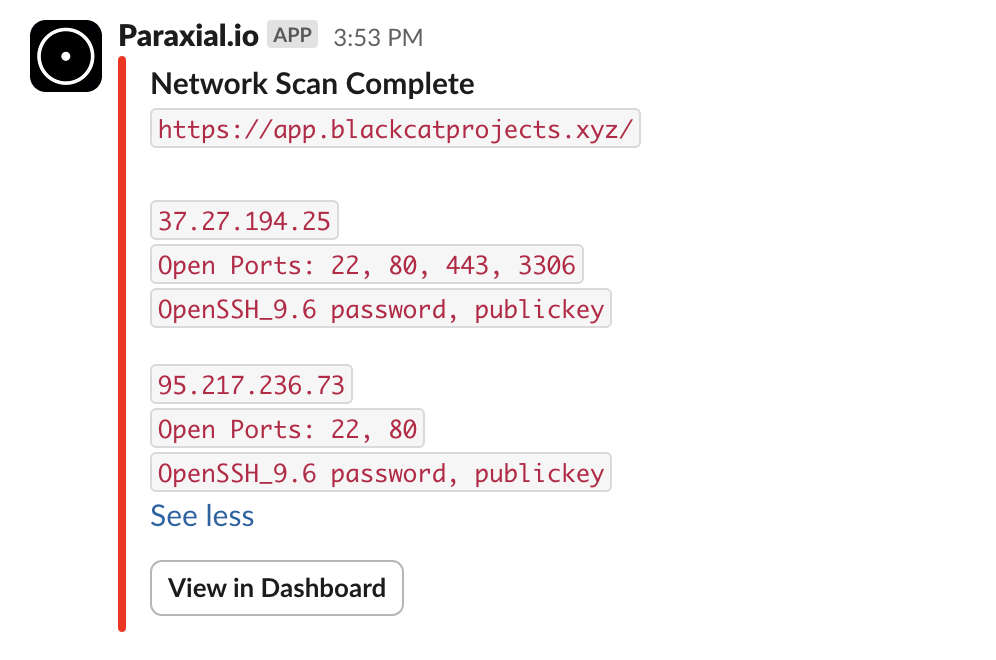 Paraxial.io APP 3:53 PM
Network Scan Complete
https://app.blackcatprojects.xyz/
37.27.194.25
Open Ports: 22, 80, 443, 3306
OpenSSH_9.6 password, publickey
95.217.236.73
Open Ports: 22, 80
OpenSSH_9.6 password, publickey
See less
View in Dashboard